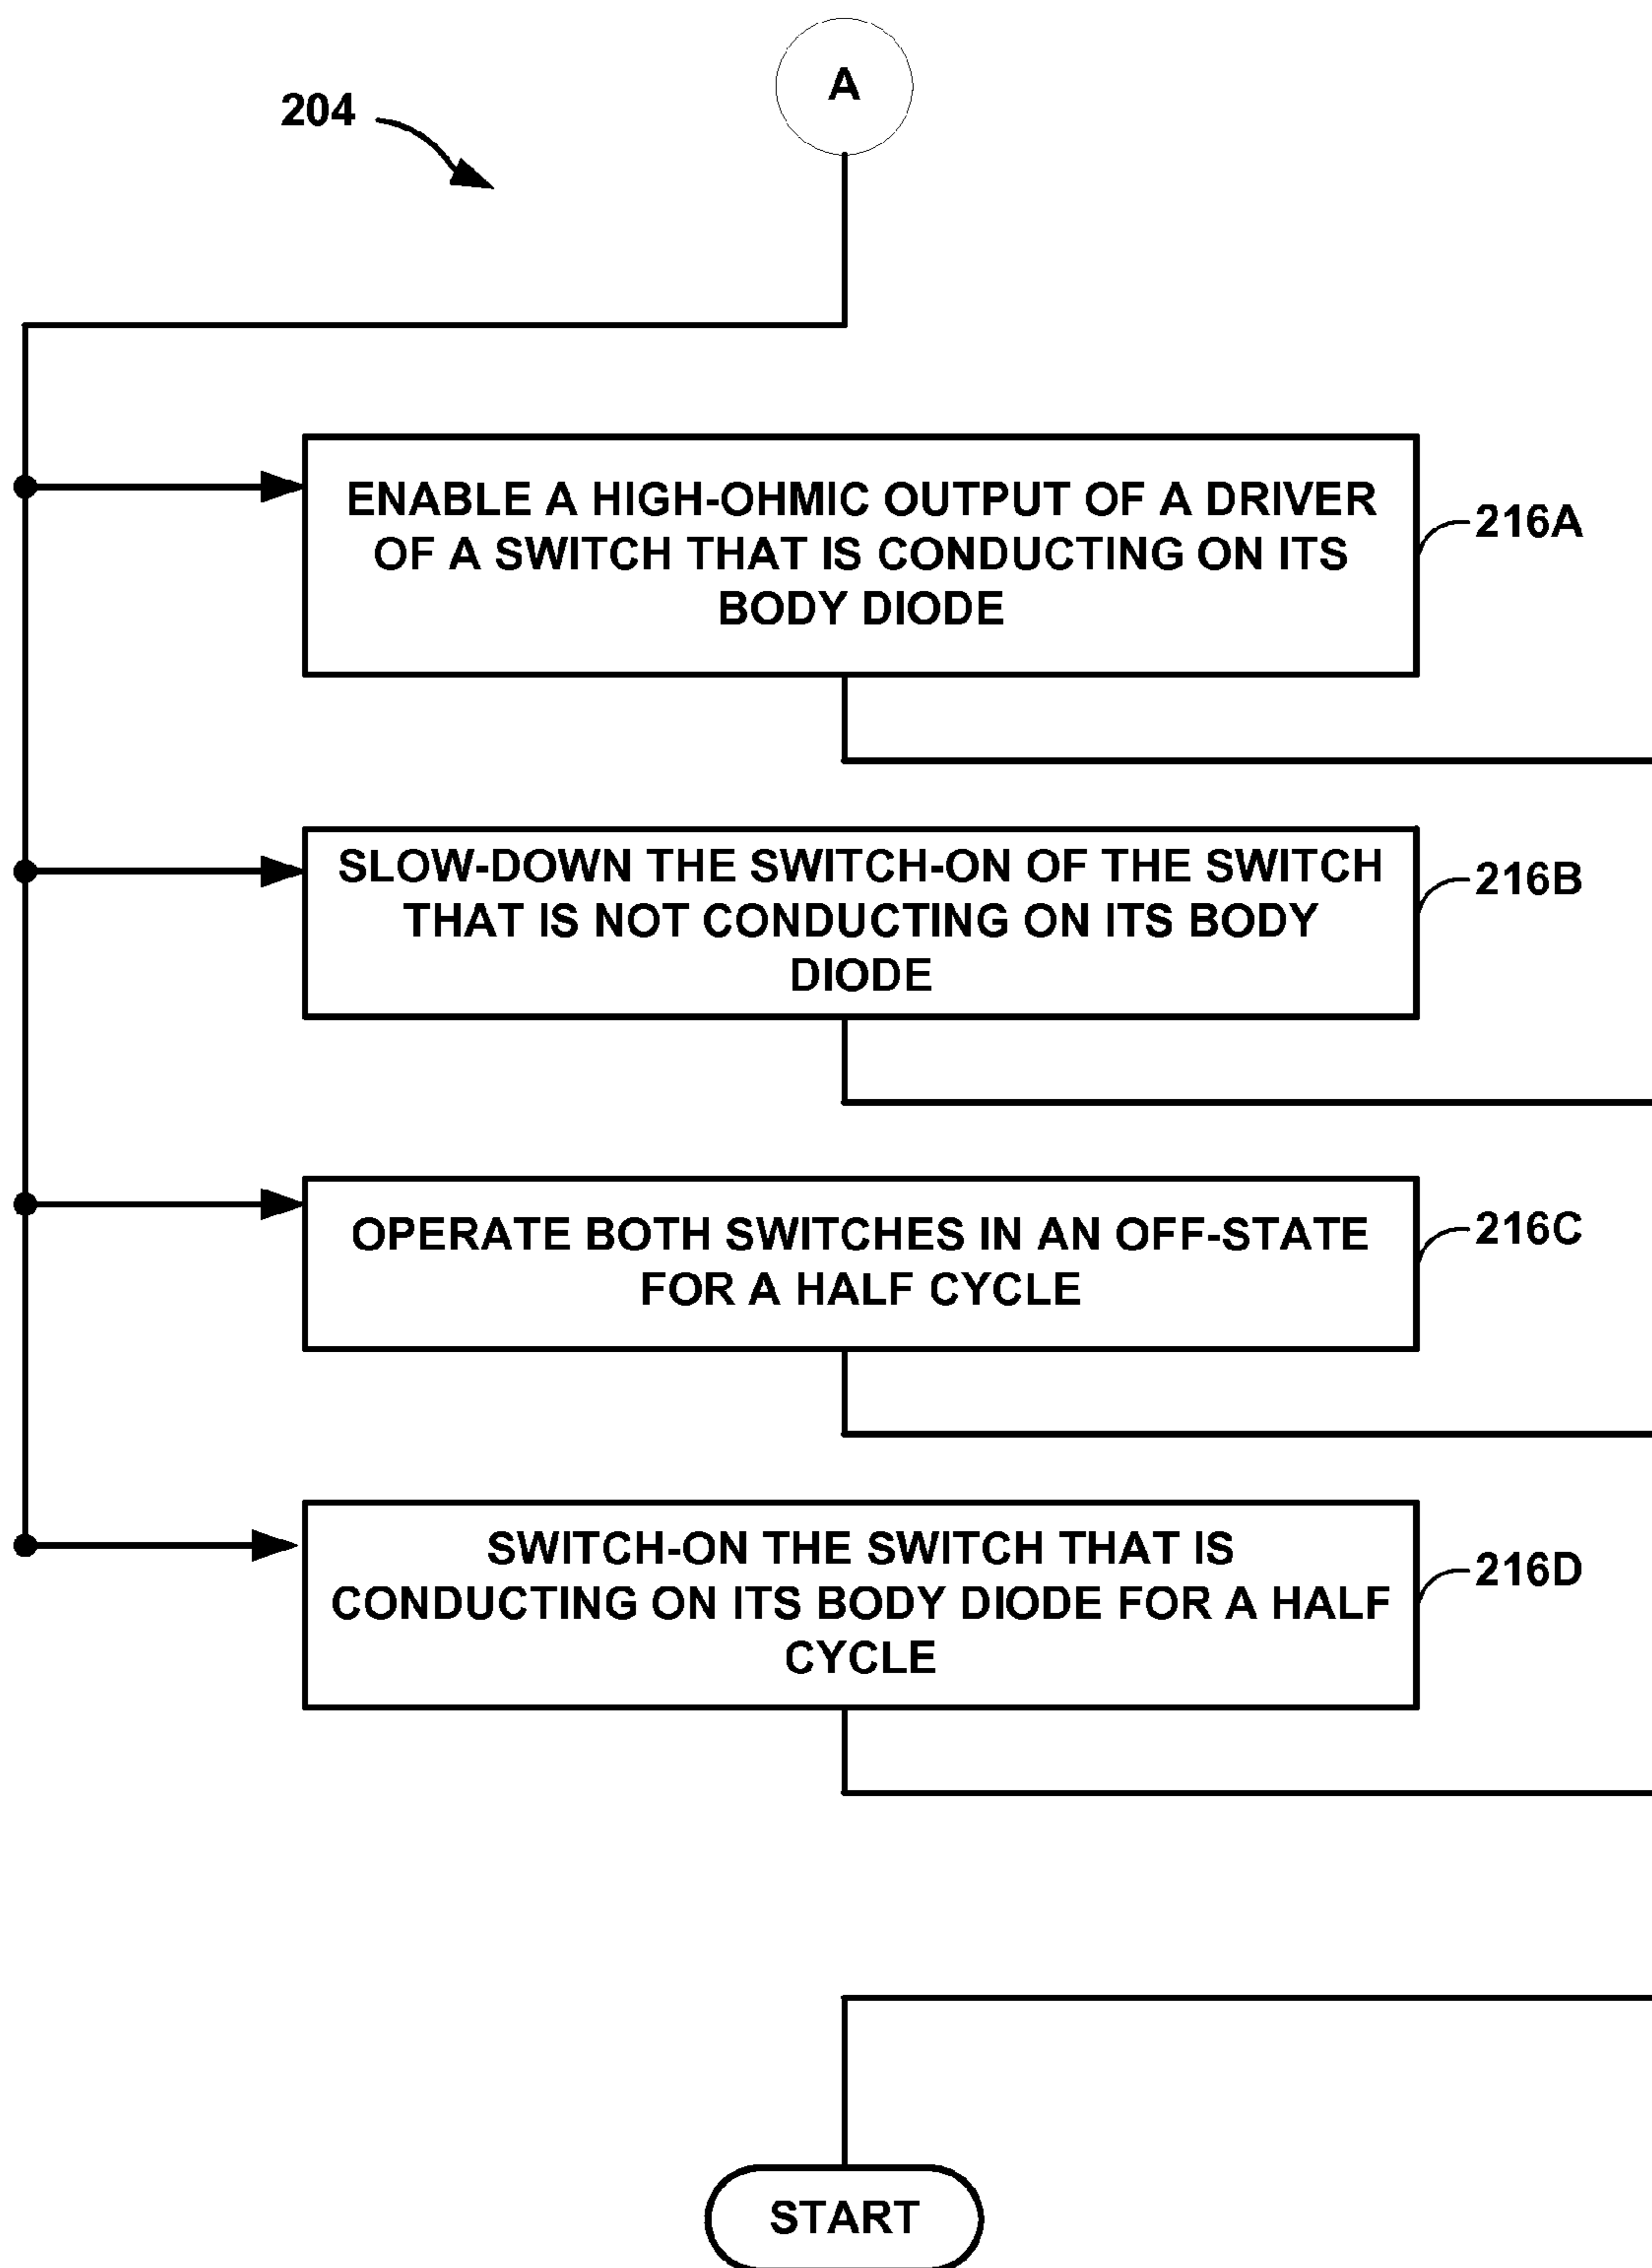 A
204
ENABLE A HIGH-OHMIC OUTPUT OF A DRIVER
OF A SWITCH THAT IS CONDUCTING ON ITS
BODY DIODE
216A
SLOW-DOWN THE SWITCH-ON OF THE SWITCH
THAT IS NOT CONDUCTING ON ITS BODY
DIODE
216B
OPERATE BOTH SWITCHES IN AN OFF-STATE
FOR A HALF CYCLE
216C
SWITCH-ON THE SWITCH THAT IS
CONDUCTING ON ITS BODY DIODE FOR A HALF
CYCLE
216D
START